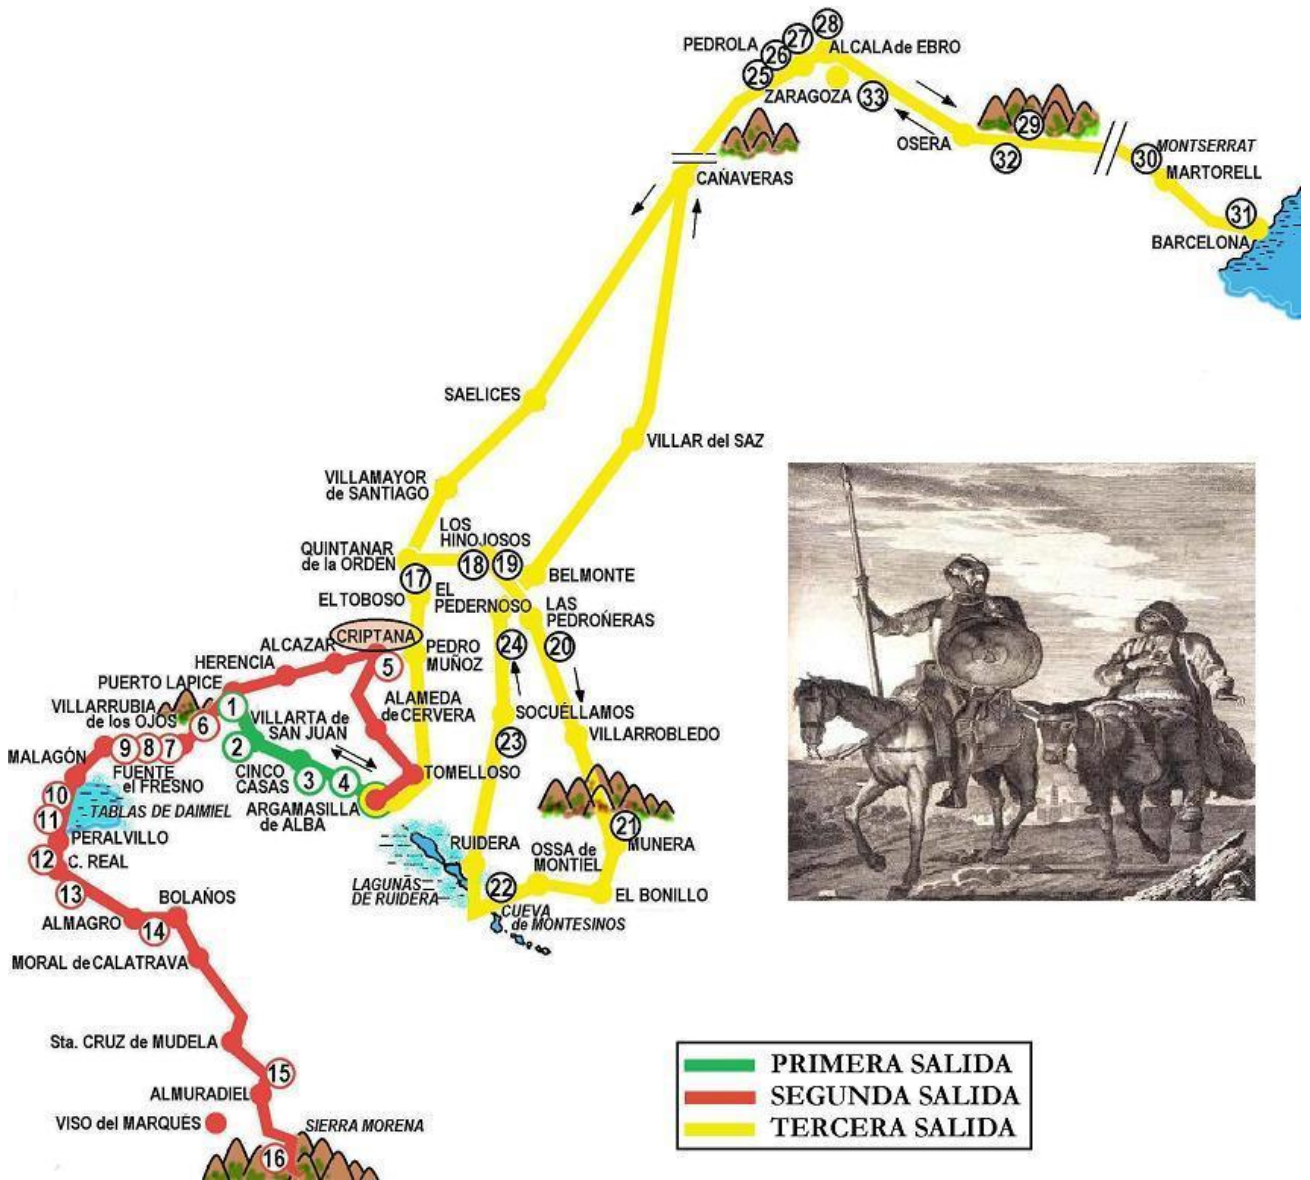 28
27
PEDROLA
26
ALCALA de EBRO
25
ZARAGOZA
33
29
OSERA
32
30
MONTSERRAT
MARTORELL
CAÑAVERAS
31
BARCELONA
SAELICES
VILLAR del SAZ
VILLAMAYOR
de SANTIAGO
LOS
HINOJOSOS
QUINTANAR
de la ORDEN
18
19
17
BELMONTE
EL TOBOSO
EL
PEDERNOSO
LAS
PEDROÑERAS
CRIPTANA
ALCAZAR
24
20
PEDRO
MUÑOZ
5
HERENCIA
PUERTO LAPICE
VILLARRUBIA
de los OJOS
6
1
VILLARTA de
SAN JUAN
ALAMEDA
de CERVERA
SOCUÉLLAMOS
VILLARROBLEDO
23
2
9
8
7
MALAGÓN
FUENTE
el FRESNO
CINCO
CASAS
3
4
TOMELLOSO
10
TABLAS DE DAIMIEL
ARGAMASILLA
de ALBA
11
PERALVILLO
21
MUNERA
12
C. REAL
RUIDERA
OSSA de
MONTIEL
13
LAGUNAS
DE RUIDERA
22
EL BONILLO
BOLAÑOS
CUEVA
de MONTESINOS
ALMAGRO
14
MORAL de CALATRAVA
Sta. CRUZ de MUDELA
15
ALMURADIEL
VISO del MARQUÉS
SIERRA MORENA
16
PRIMERA SALIDA
SEGUNDA SALIDA
TERCERA SALIDA